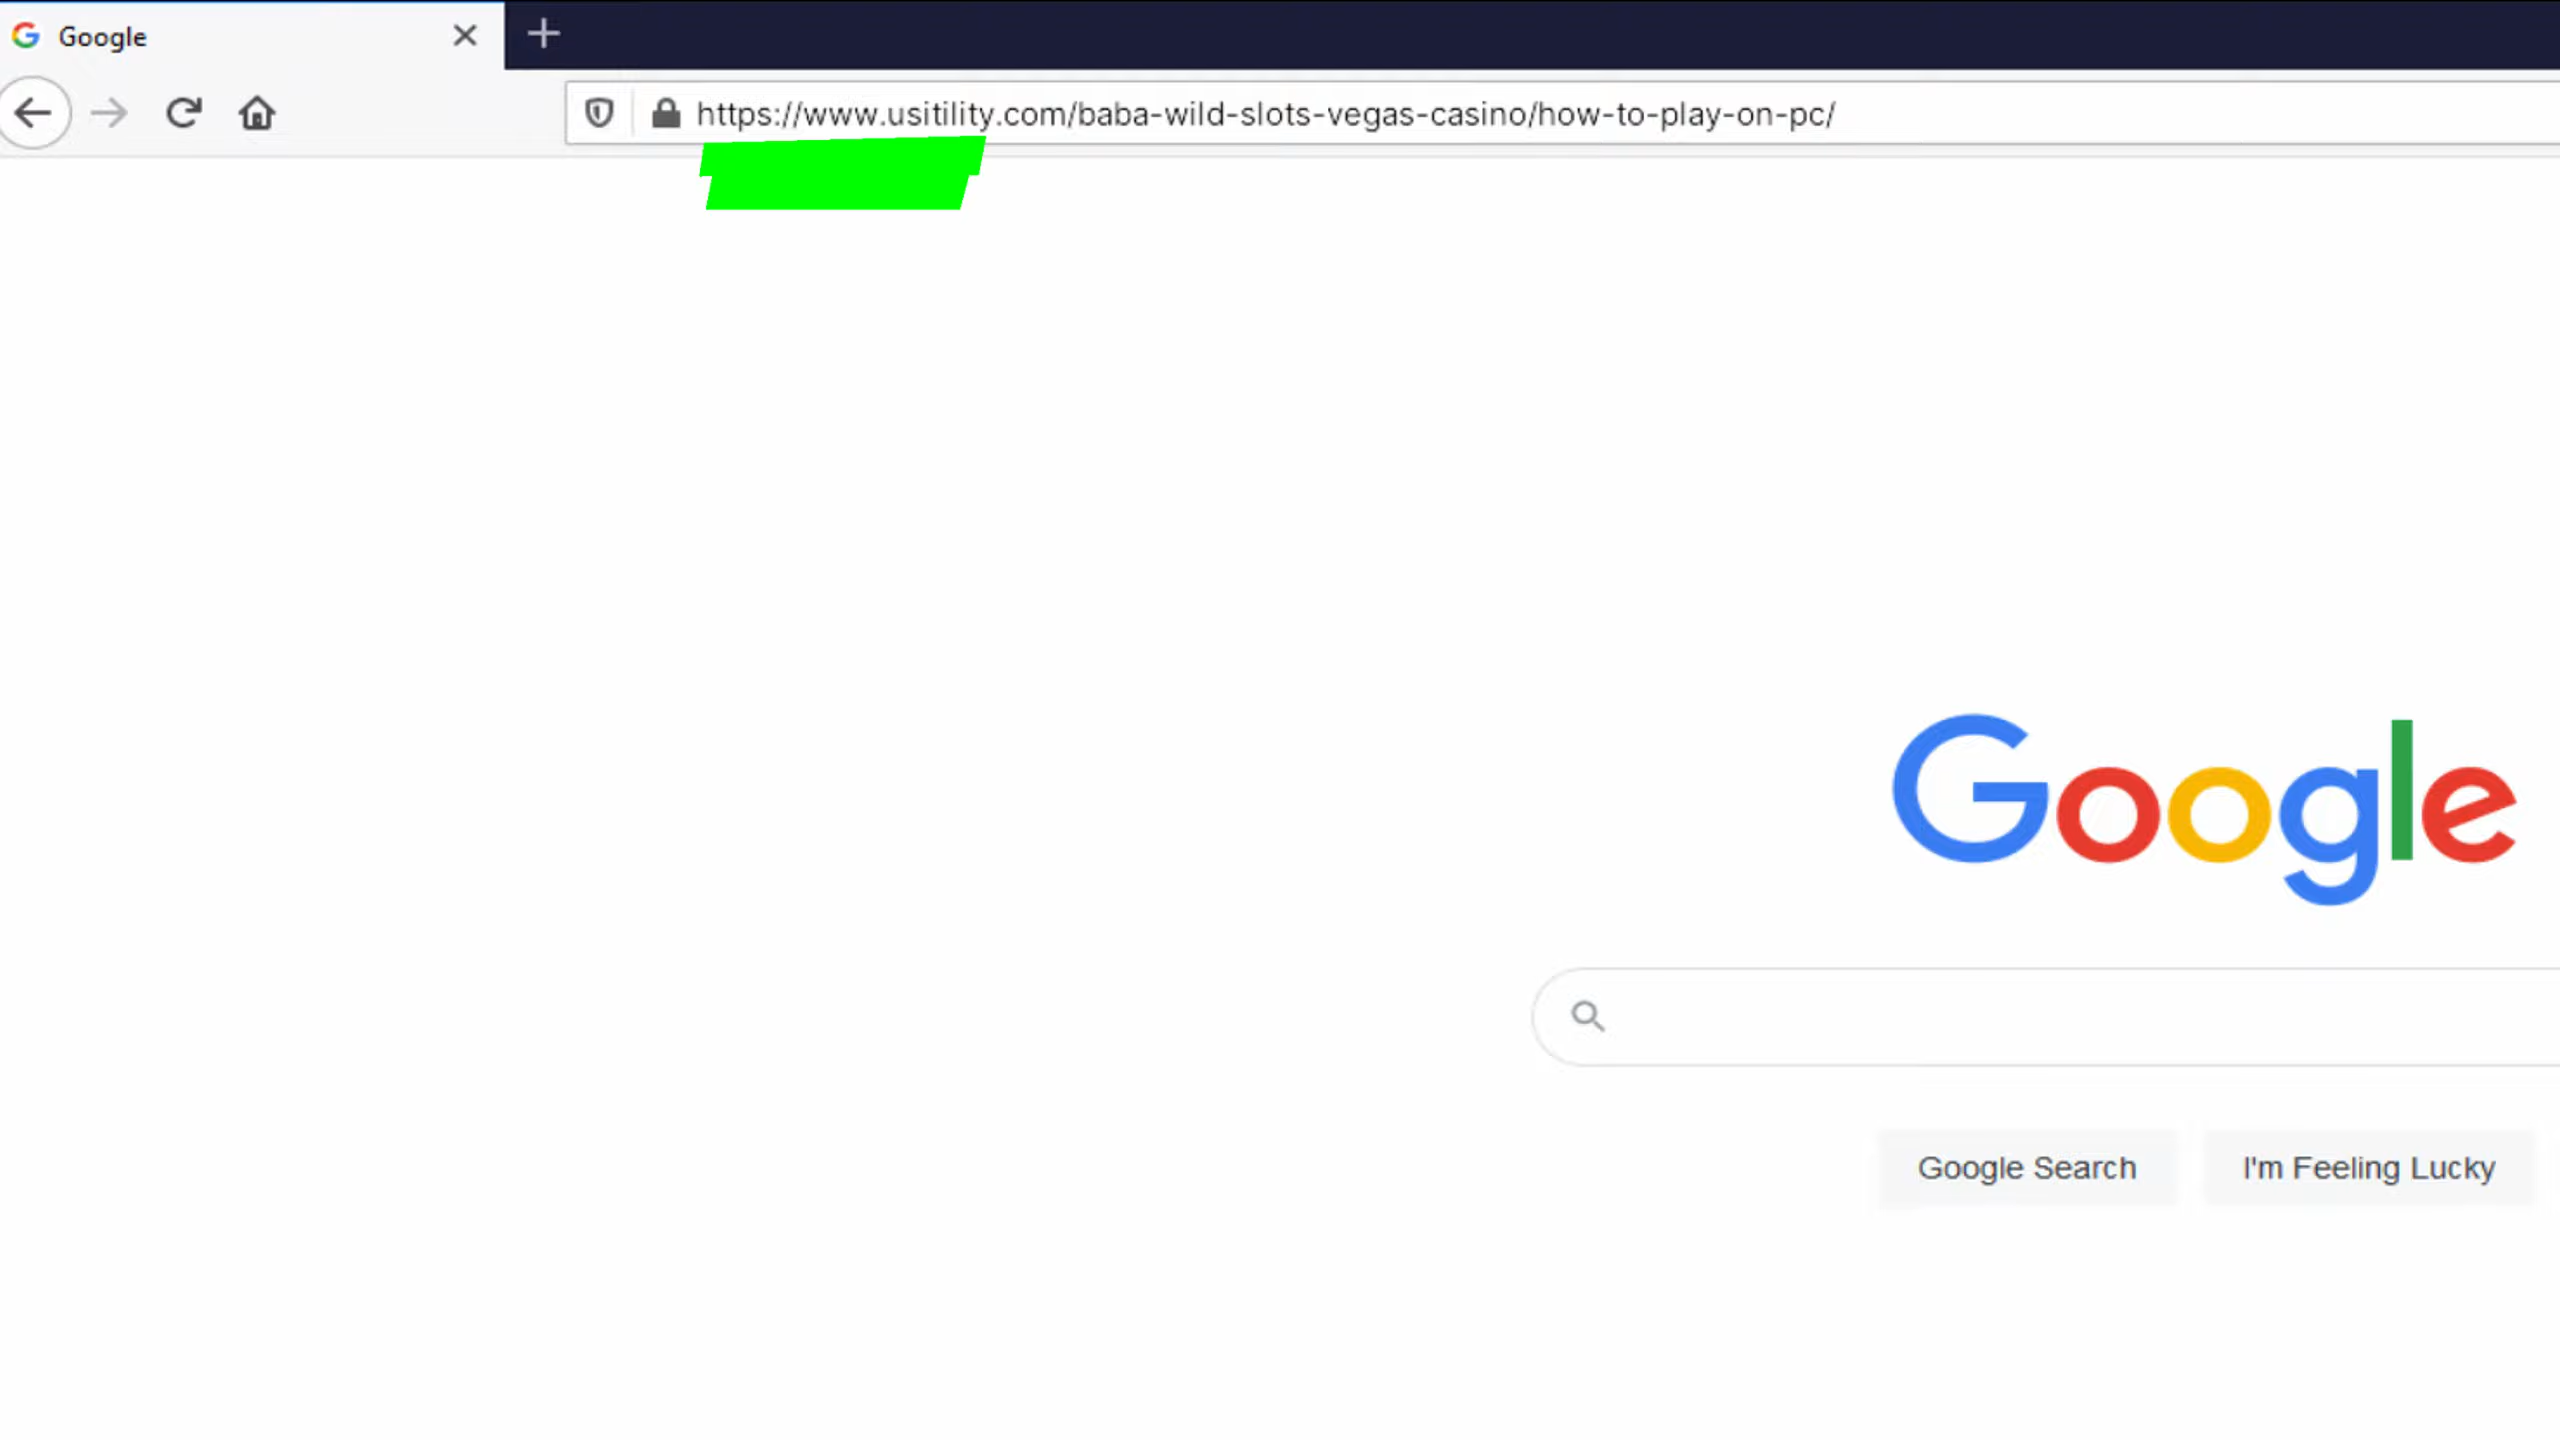 Google
https://www.usitility.com/baba-wild-slots-vegas-casino/how-to-play-on-pc/
Google
Google Search
I'm Feeling Lucky